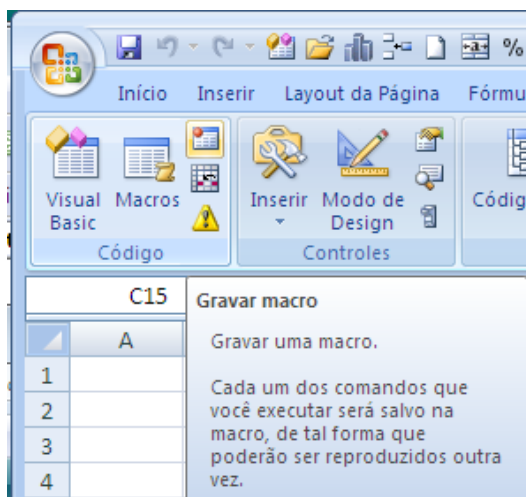 %
Início Inserir Layout da Página Fórmu
Visual Basic Macros Inserir Modo de Design Códig
Código Controles
C15
Gravar macro
A
Gravar uma macro.
1
Cada um dos comandos que
2
você executar será salvo na
3
macro, de tal forma que
poderão ser reproduzidos outra
4
vez.